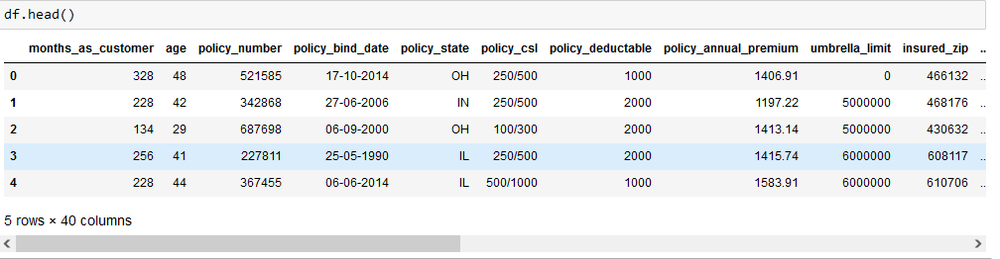 df.head()
months_as_customer age policy_number policy_bind_date policy_state policy_csl policy_deductable policy_annual_premium umbrella_limit insured_zip ..
0 328 48 521585 17-10-2014 OH 250/500 1000 1406.91 0 466132 ..
1 228 42 342868 27-06-2006 IN 250/500 2000 1197.22 5000000 468176 ..
2 134 29 687698 06-09-2000 OH 100/300 2000 1413.14 5000000 430632 ..
3 256 41 227811 25-05-1990 IL 250/500 2000 1415.74 6000000 608117 ..
4 228 44 367455 06-06-2014 IL 500/1000 1000 1583.91 6000000 610706 ..
5 rows × 40 columns